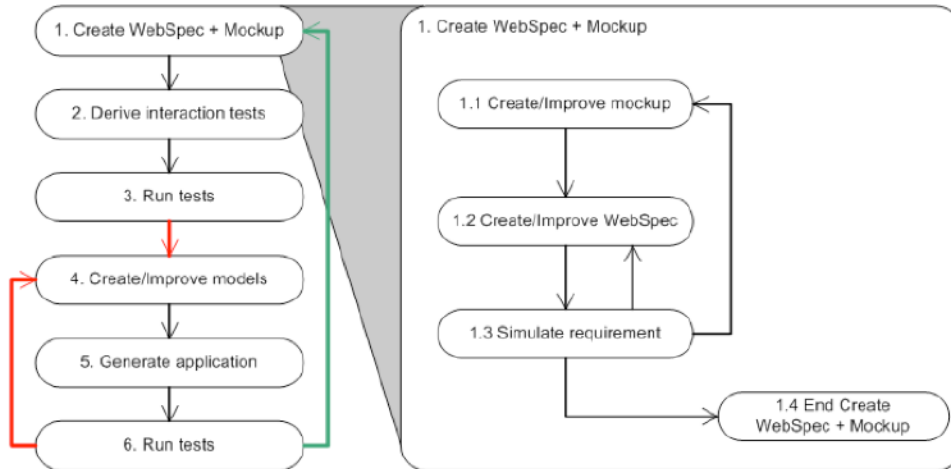 1. Create WebSpec + Mockup
2. Derive interaction tests
3. Run tests
4. Create/Improve models
5. Generate application
6. Run tests
1. Create WebSpec + Mockup
1.1 Create/Improve mockup
1.2 Create/Improve WebSpec
1.3 Simulate requirement
1.4 End Create
WebSpec + Mockup